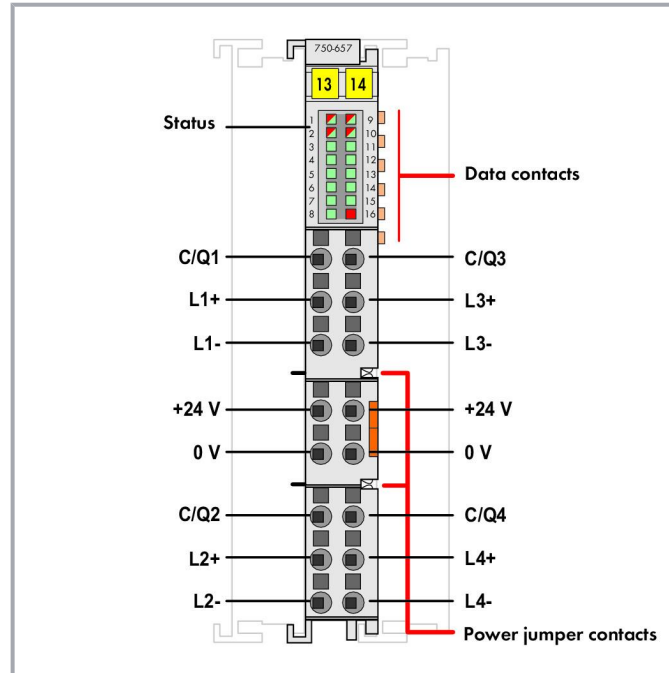 750-657
13 14
Status
1 9
2 10
3 11
4 12
5 13
6 14
7 15
8 16
Data contacts
C/Q1 C/Q3
L1+ L3+
L1- L3-
+24 V +24 V
0 V 0 V
C/Q2 C/Q4
L2+ L4+
L2- L4-
Power jumper contacts